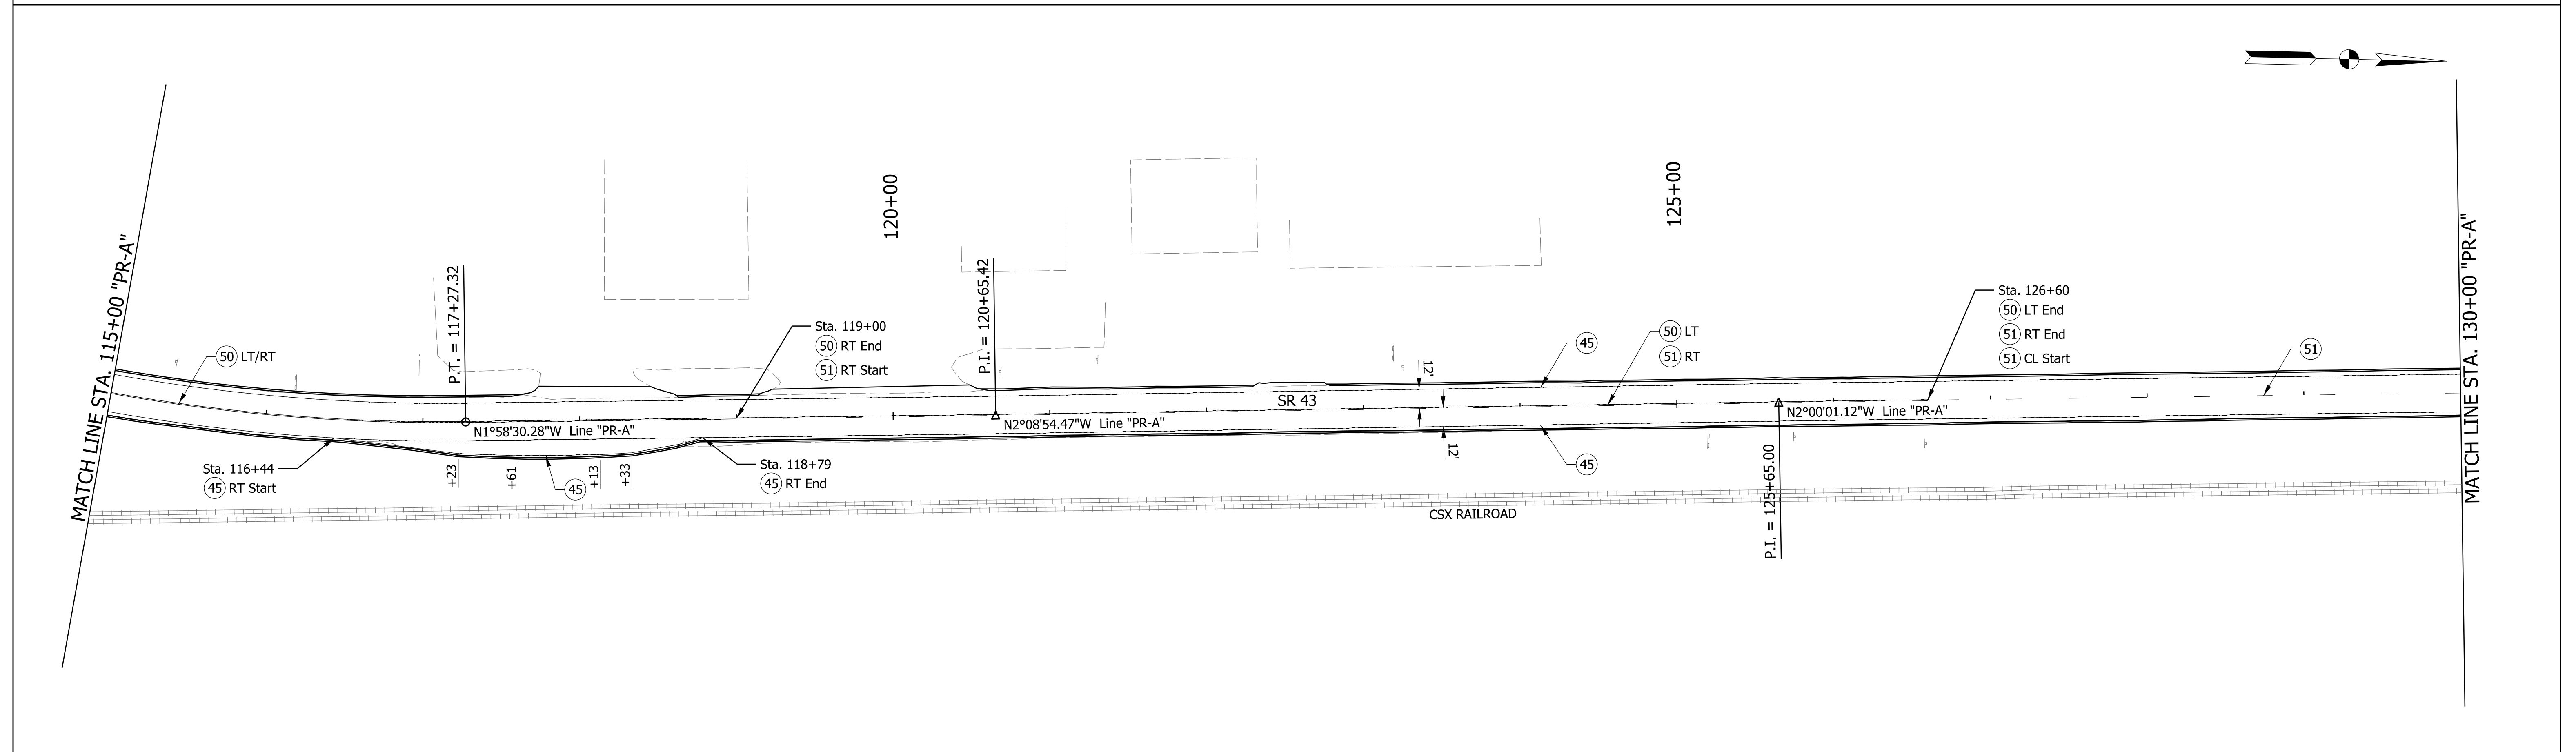 MATCH LINE STA. 115+00 "PR-A"
50 LT/RT
Sta. 116+44
45 RT Start
P.T. = 117+27.32
N1°58'30.28"W Line "PR-A"
+23
+61
45
+13
+33
Sta. 118+79
45 RT End
Sta. 119+00
50 RT End
51 RT Start
120+00
P.I. = 120+65.42
N2°08'54.47"W Line "PR-A"
SR 43
12'
12'
45
45
CSX RAILROAD
50 LT
51 RT
125+00
P.I. = 125+65.00
N2°00'01.12"W Line "PR-A"
Sta. 126+60
50 LT End
51 RT End
51 CL Start
51
MATCH LINE STA. 130+00 "PR-A"